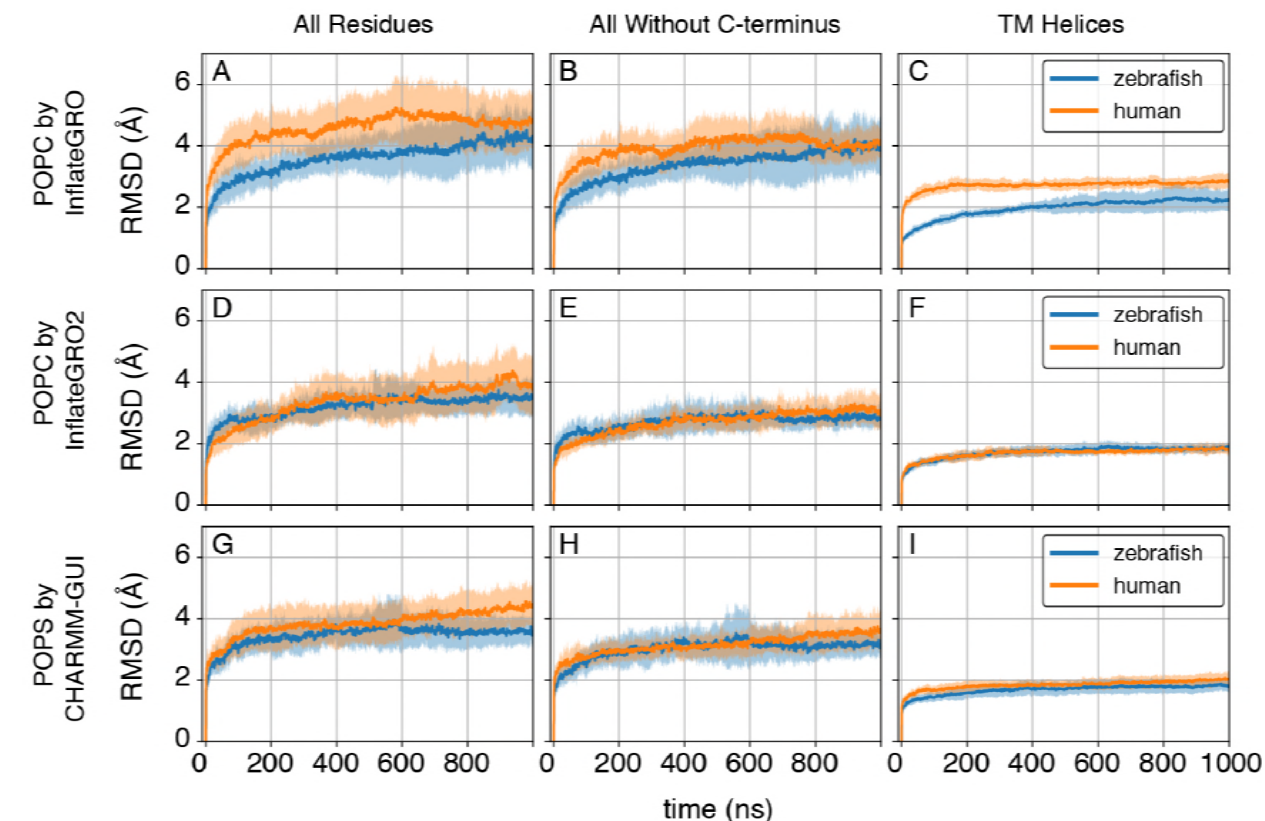 All Residues
All Without C-terminus
TM Helices
POPC by
InflateGRO
RMSD (Å)
6
4
2
0
A
B
C
zebrafish
human
POPC by
InflateGRO2
RMSD (Å)
6
4
2
0
D
E
F
zebrafish
human
POPS by
CHARMM-GUI
RMSD (Å)
6
4
2
0
G
H
I
zebrafish
human
0 200 400 600 800
0 200 400 600 800
0 200 400 600 800 1000
time (ns)